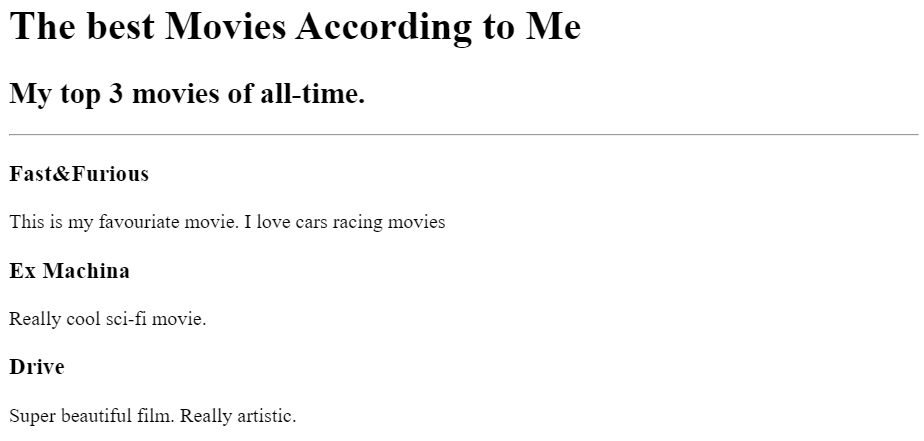 The best Movies According to Me
My top 3 movies of all-time.
Fast&Furious
This is my favouriate movie. I love cars racing movies
Ex Machina
Really cool sci-fi movie.
Drive
Super beautiful film. Really artistic.